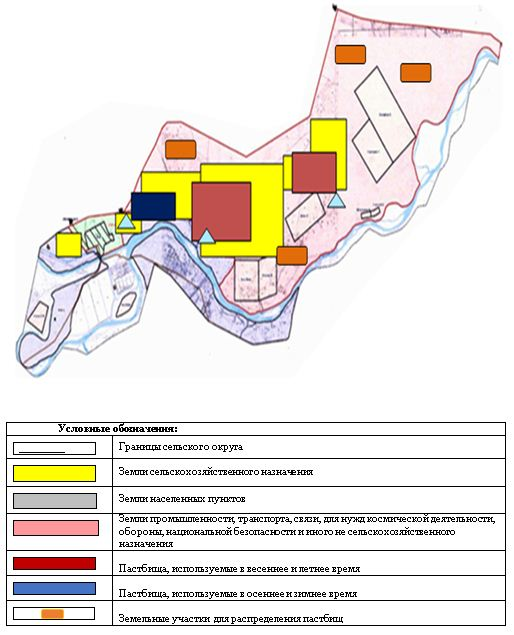 Условные обозначения:
Границы сельского округа
Земли сельскохозяйственного назначения
Земли населенных пунктов
Земли промышленности, транспорта, связи, для нужд космической деятельности,
обороны, национальной безопасности и иного не сельскохозяйственного
назначения
Пастбища, используемые в весеннее и летнее время
Пастбища, используемые в осеннее и зимнее время
Земельные участки для распределения пастбищ